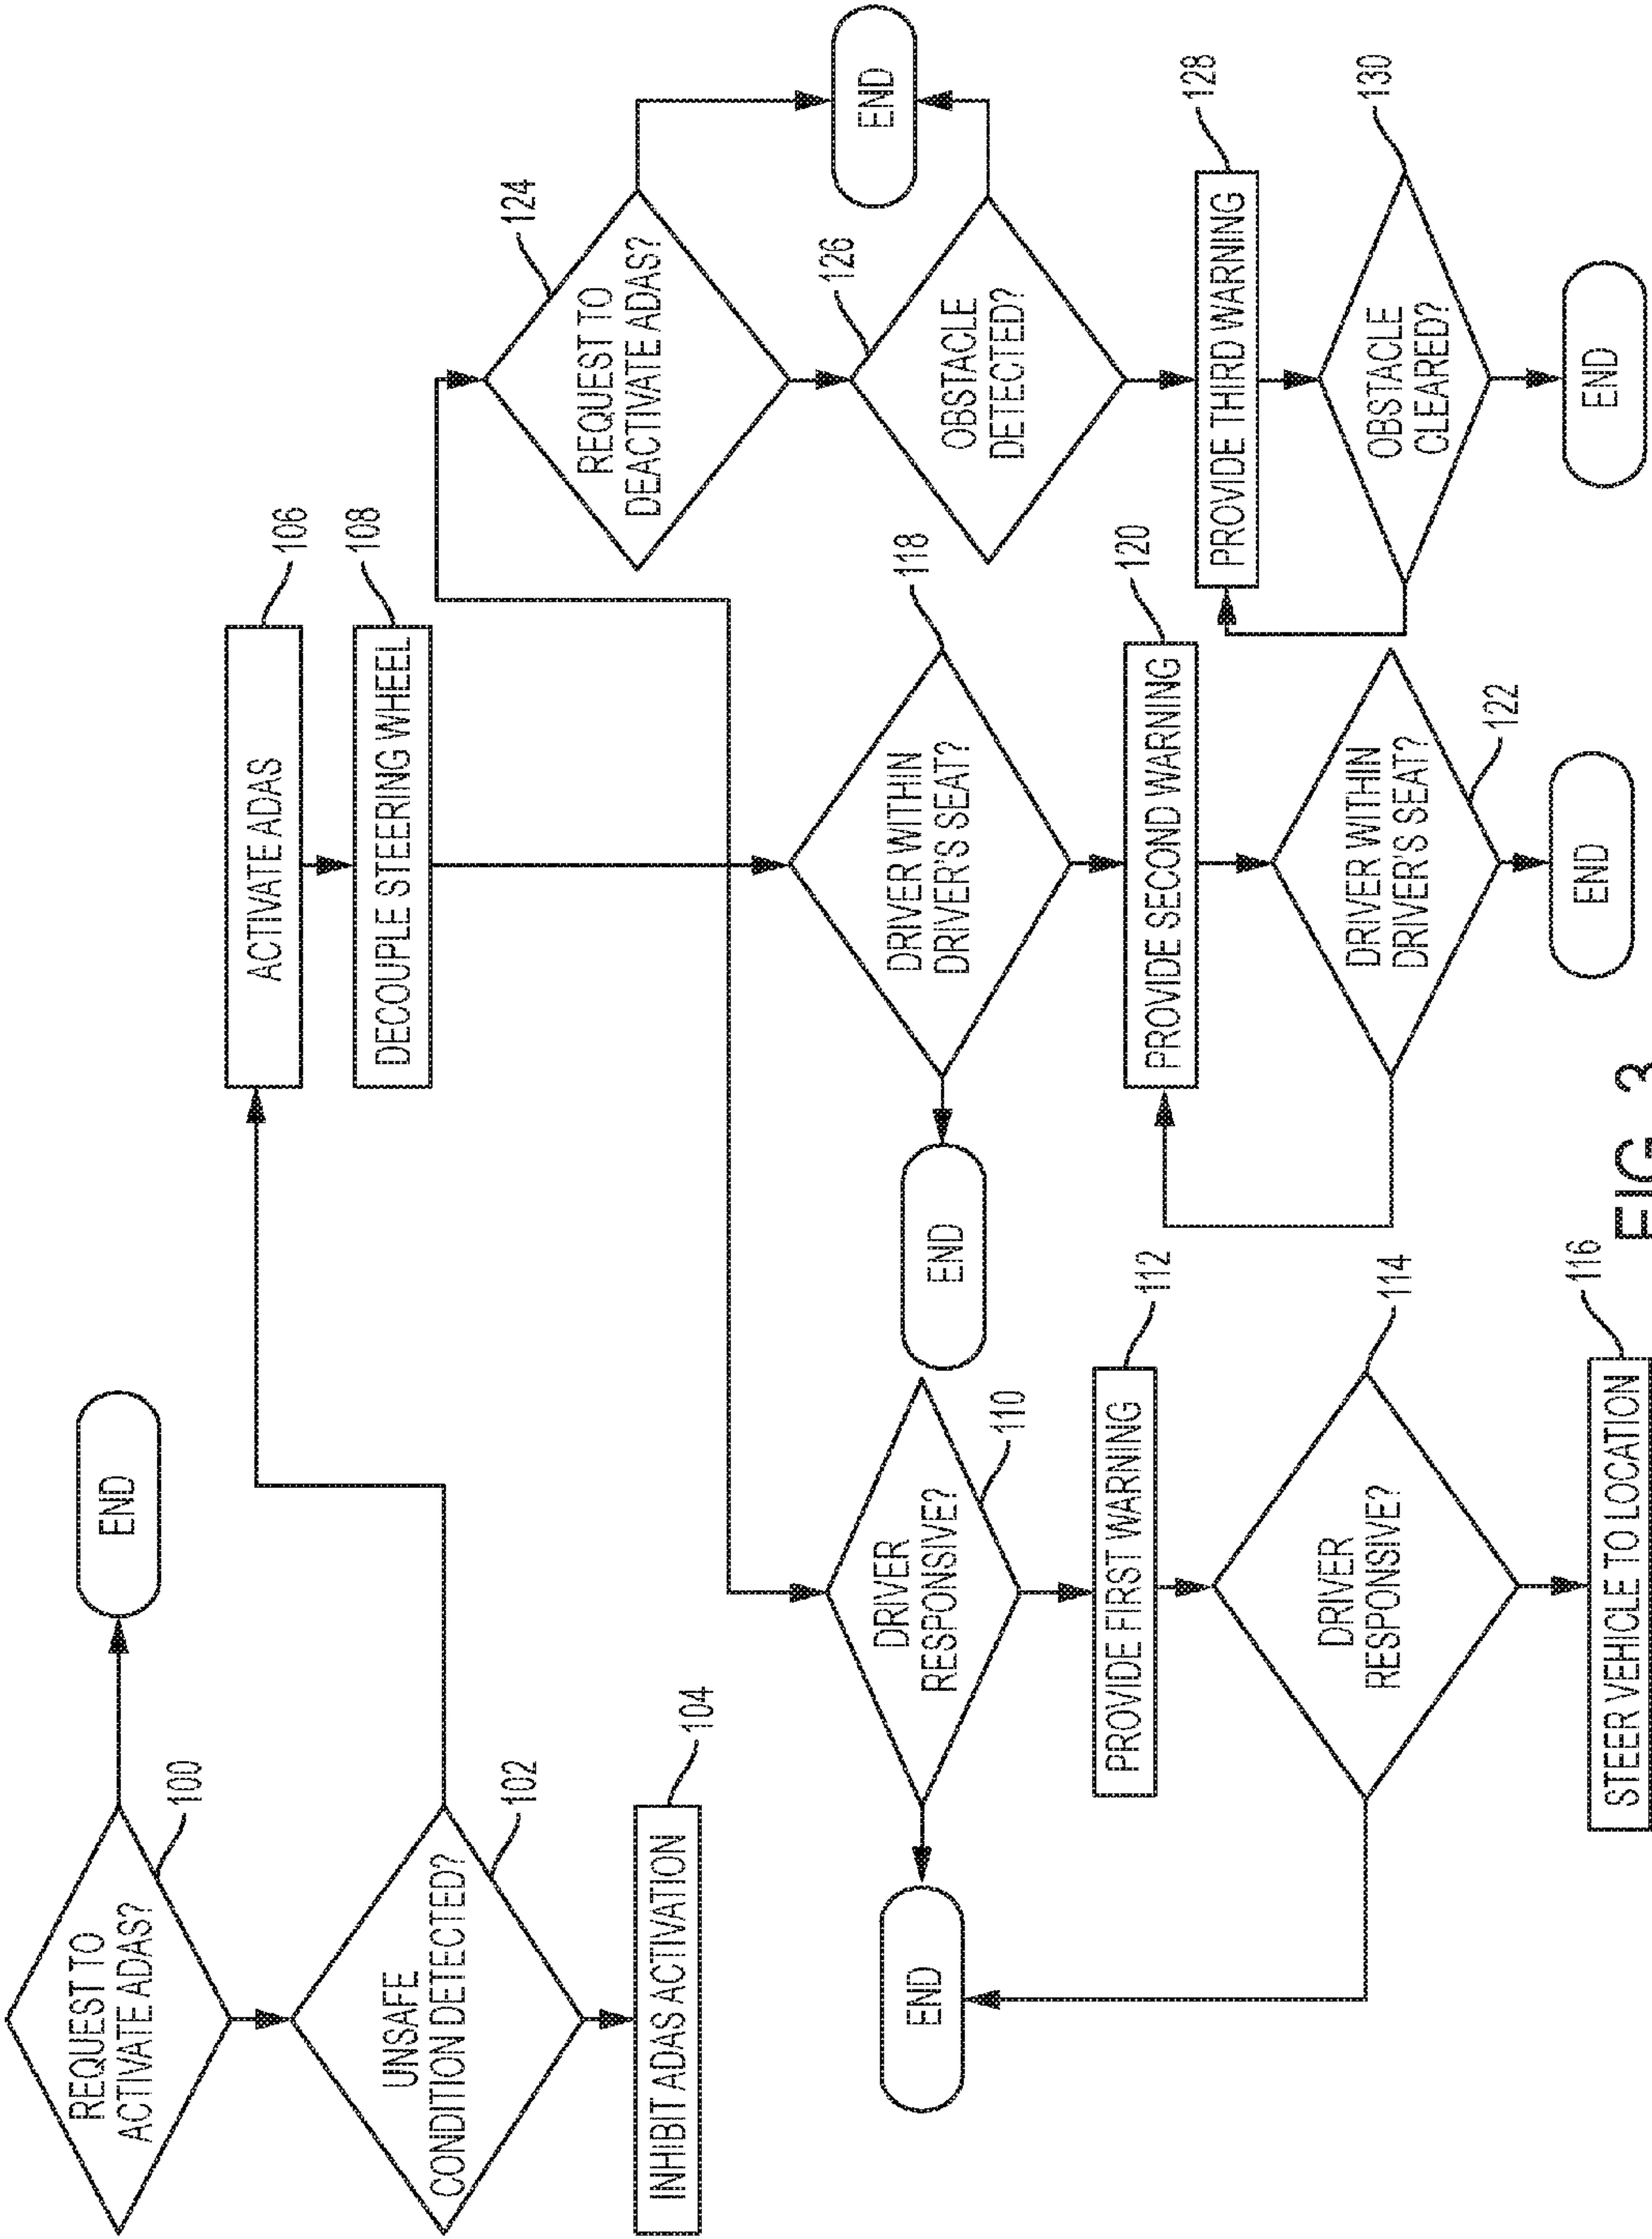 REQUEST TO
ACTIVATE ADAS?
100
END
UNSAFE
CONDITION DETECTED?
102
INHIBIT ADAS ACTIVATION
104
ACTIVATE ADAS
106
DECOUPLE STEERING WHEEL
108
DRIVER
RESPONSIVE?
110
END
PROVIDE FIRST WARNING
112
DRIVER
RESPONSIVE?
114
STEER VEHICLE TO LOCATION
116
DRIVER WITHIN
DRIVER'S SEAT?
118
END
PROVIDE SECOND WARNING
120
DRIVER WITHIN
DRIVER'S SEAT?
122
END
REQUEST TO
DEACTIVATE ADAS?
124
END
OBSTACLE
DETECTED?
126
PROVIDE THIRD WARNING
128
OBSTACLE
CLEARED?
130
END
FIG. 3